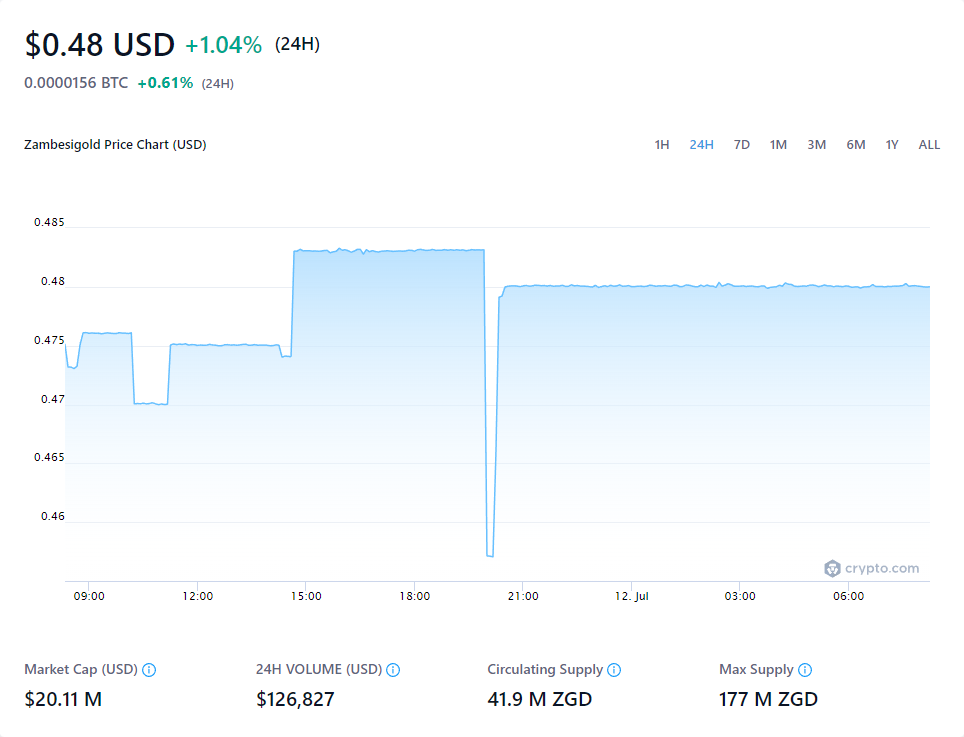 $0.48 USD +1.04% (24H)
0.0000156 BTC +0.61% (24H)
Zambesigold Price Chart (USD) 1H 24H 7D 1M 3M 6M 1Y ALL
0.485
0.48
0.475
0.47
0.465
0.46
crypto.com
09:00 12:00 15:00 18:00 21:00 12. Jul 03:00 06:00
Market Cap (USD) 24H VOLUME (USD) Circulating Supply Max Supply
$20.11 M $126,827 41.9 M ZGD 177 M ZGD